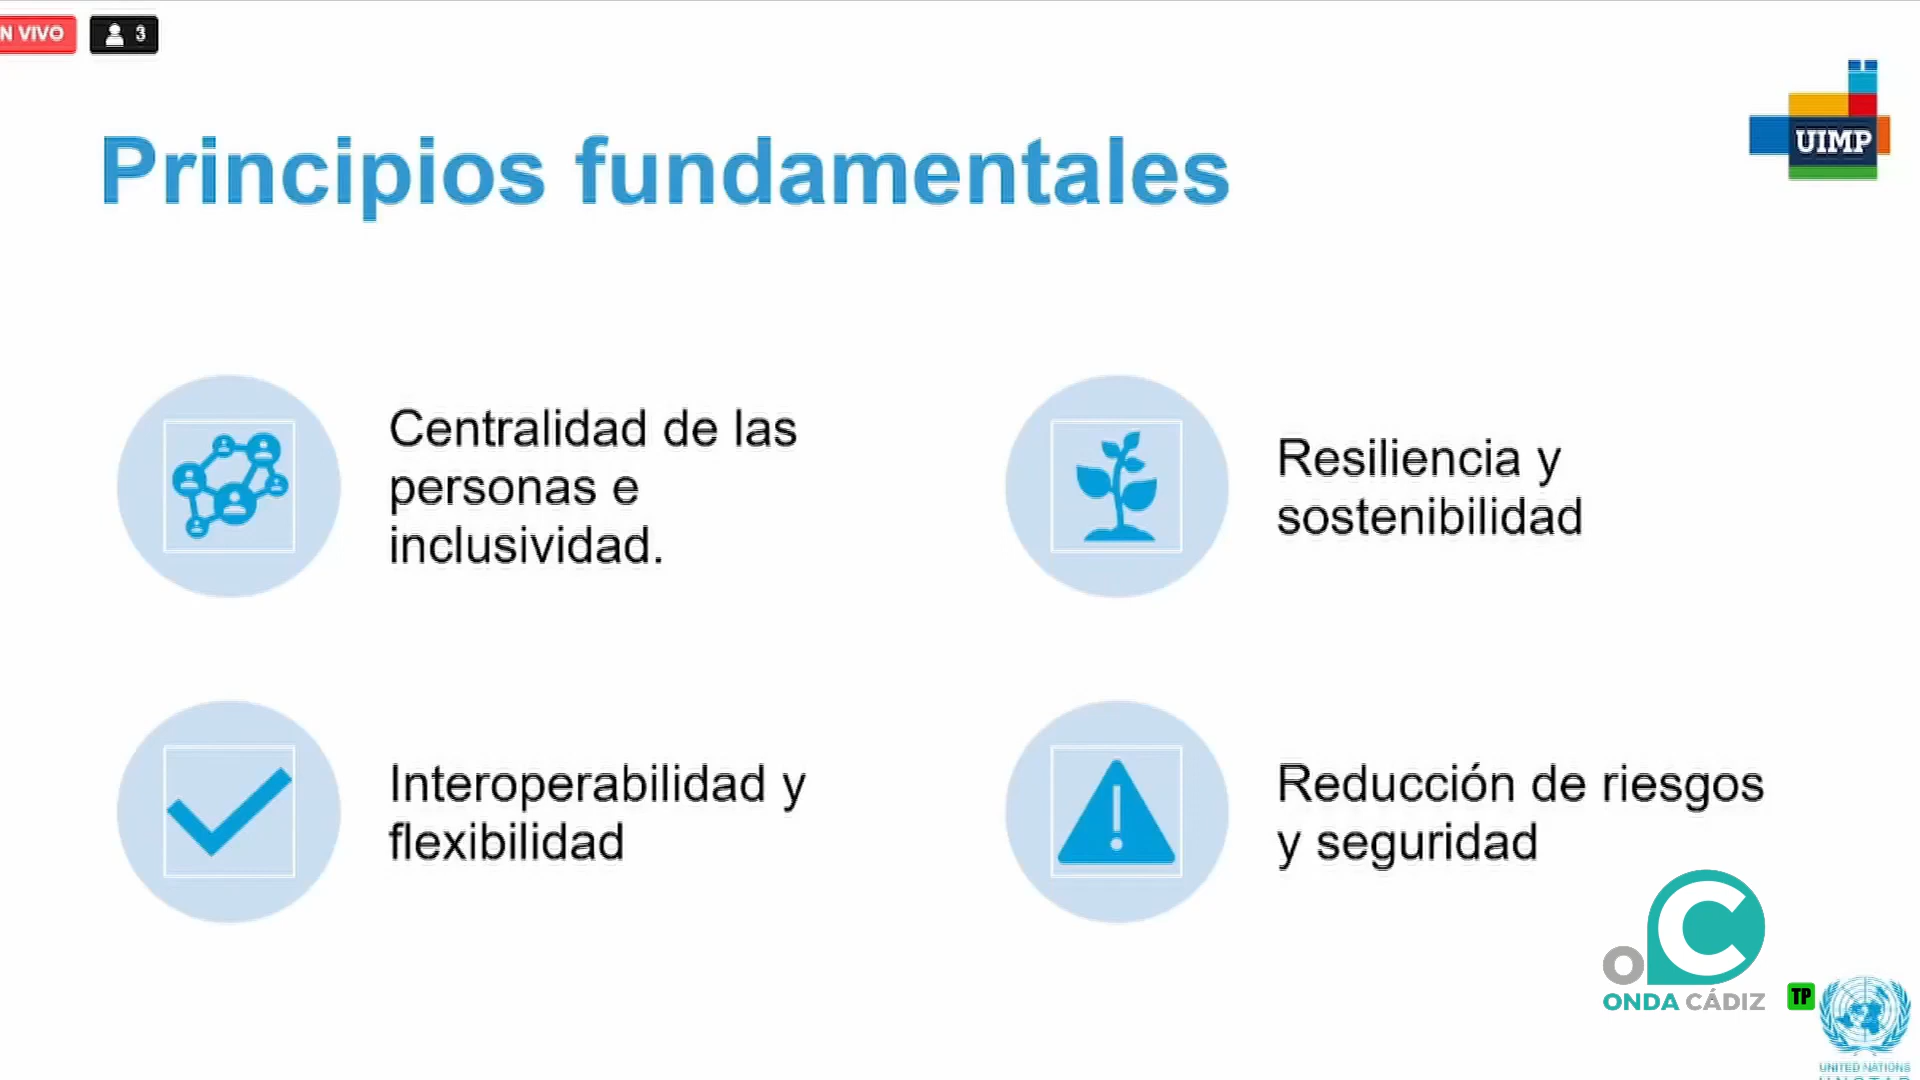 N VIVO
3
UIMP
Principios fundamentales
Centralidad de las
personas e
inclusividad.
Resiliencia y
sostenibilidad
Interoperabilidad y
flexibilidad
Reducción de riesgos
y seguridad
ONDA CÁDIZ
TP
UNITED NATIONS